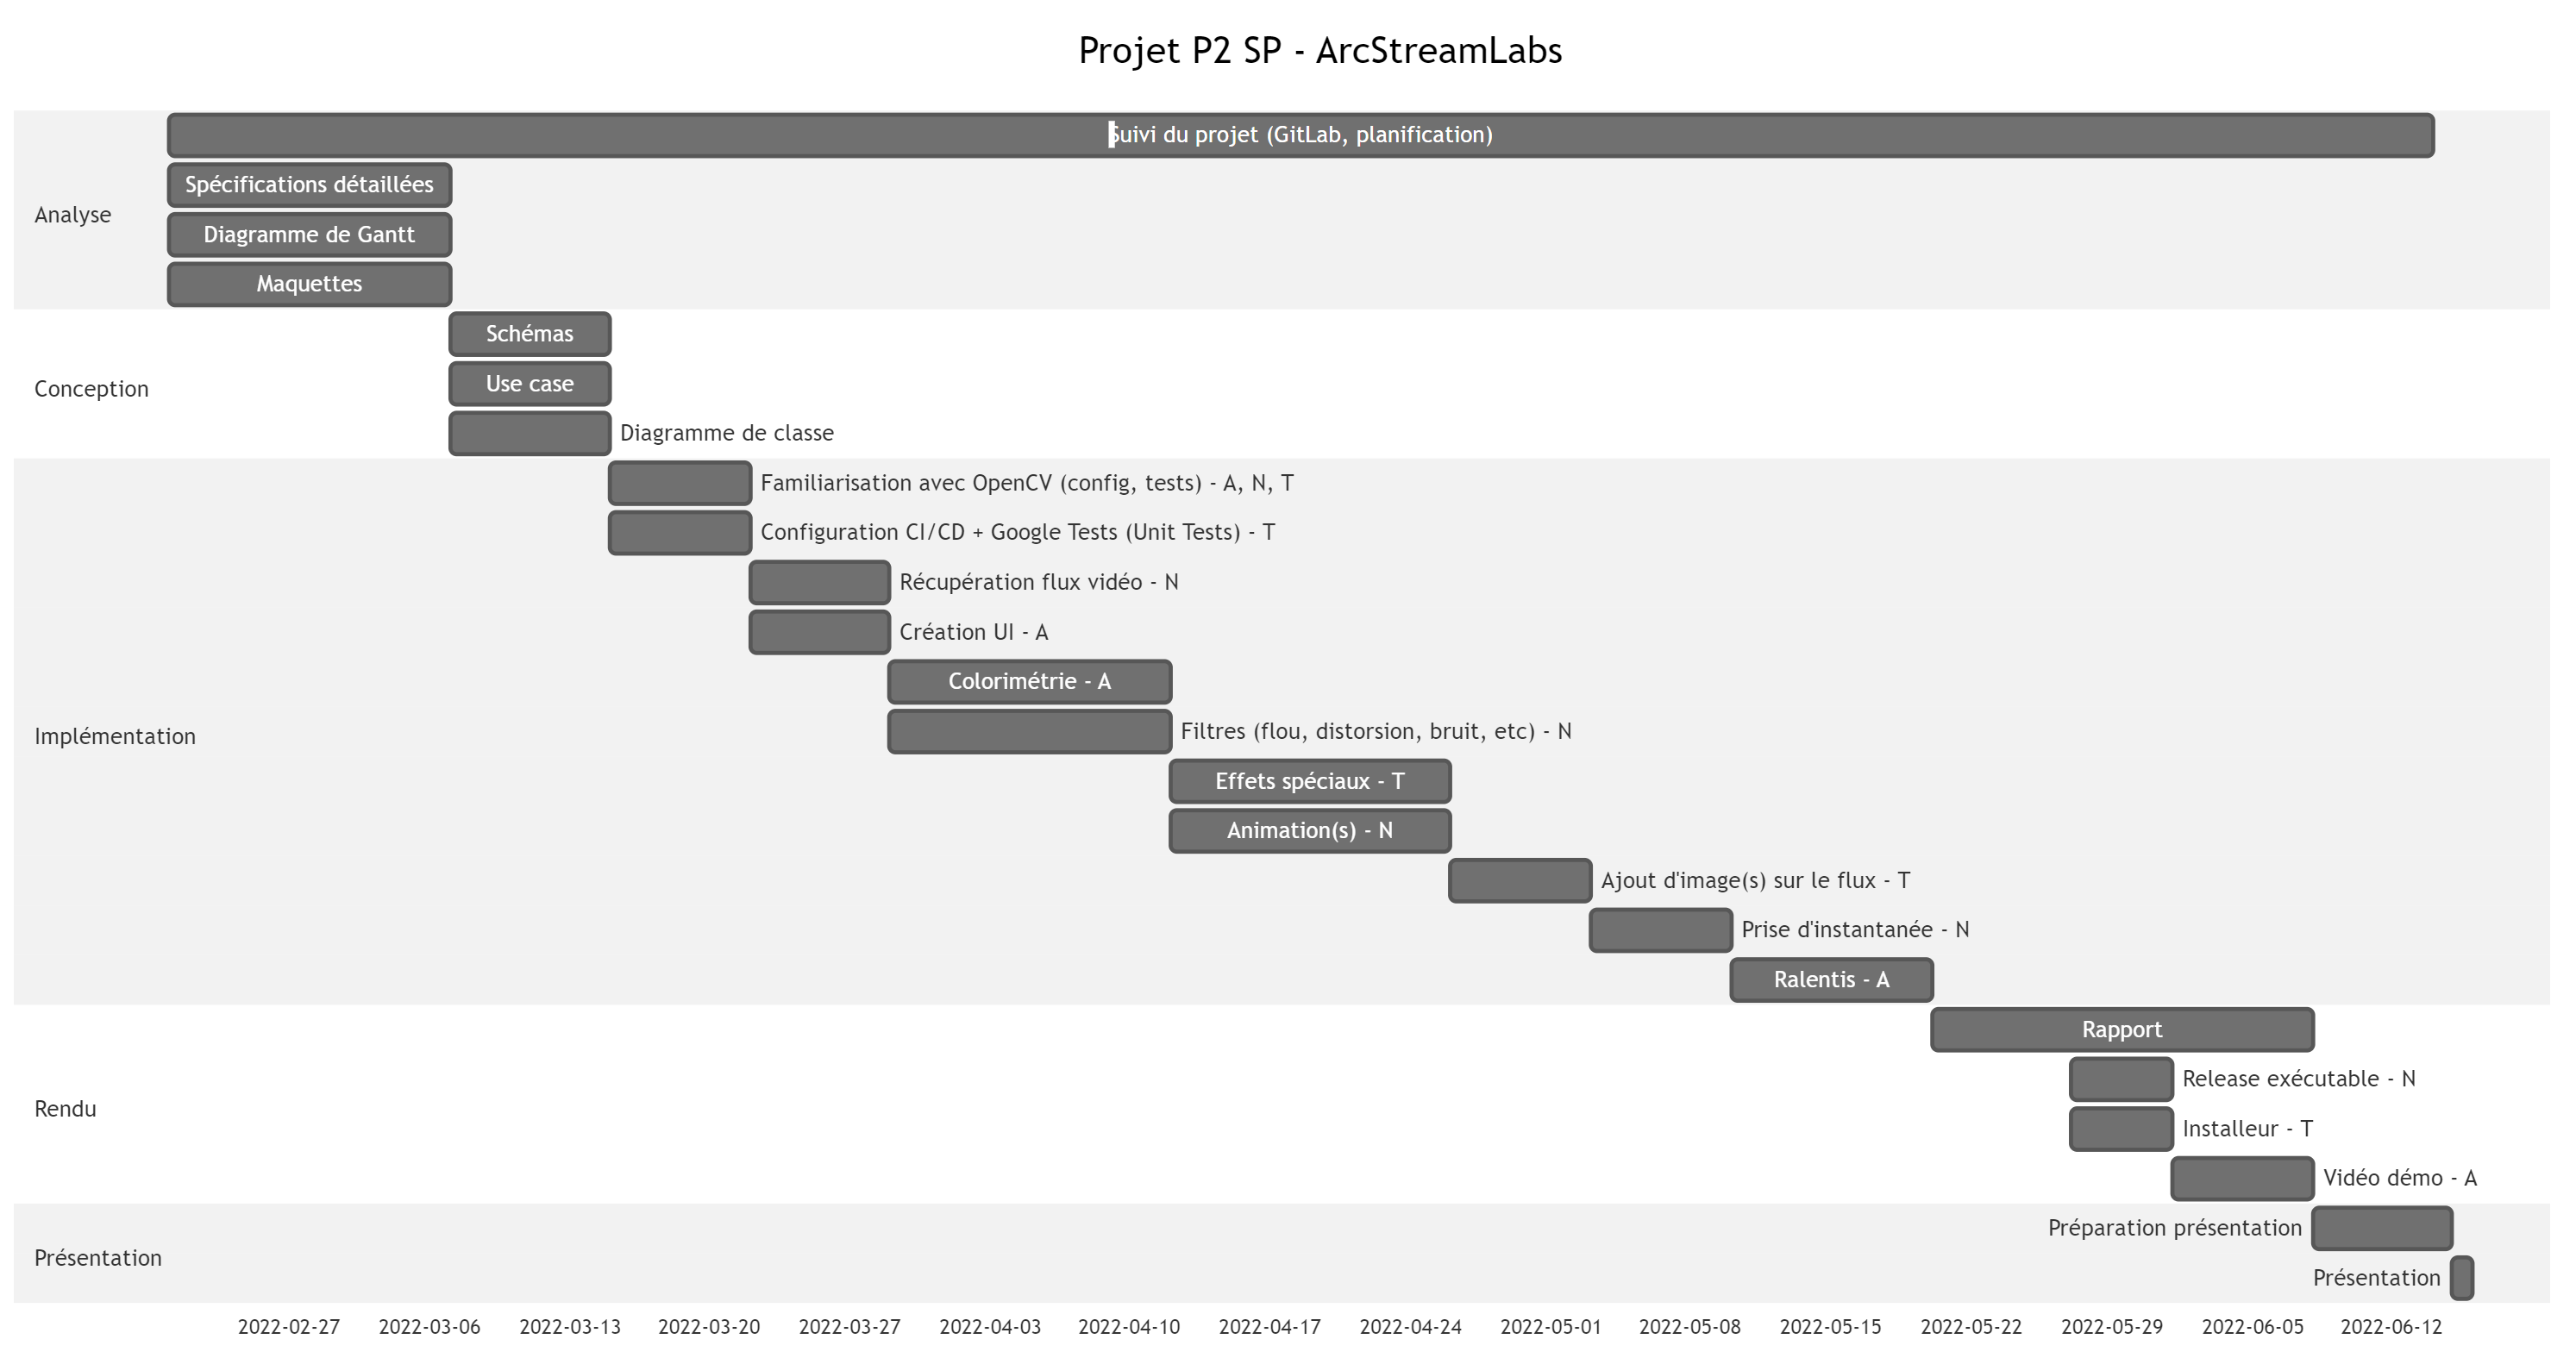 Projet P2 SP - ArcStreamLabs
Suivi du projet (GitLab, planification)
Spécifications détaillées
Analyse
Diagramme de Gantt
Maquettes
Schémas
Use case
Conception
Diagramme de classe
Familiarisation avec OpenCV (config, tests) - A, N, T
Configuration CI/CD + Google Tests (Unit Tests) - T
Récupération flux vidéo - N
Création UI - A
Colorimétrie - A
Filtres (flou, distorsion, bruit, etc) - N
Implémentation
Effets spéciaux - T
Animation(s) - N
Ajout d'image(s) sur le flux - T
Prise d'instantanée - N
Ralentis - A
Rapport
Release exécutable - N
Rendu
Installeur - T
Vidéo démo - A
Préparation présentation
Présentation
Présentation
2022-02-27 2022-03-06 2022-03-13 2022-03-20 2022-03-27 2022-04-03 2022-04-10 2022-04-17 2022-04-24 2022-05-01 2022-05-08 2022-05-15 2022-05-22 2022-05-29 2022-06-05 2022-06-12